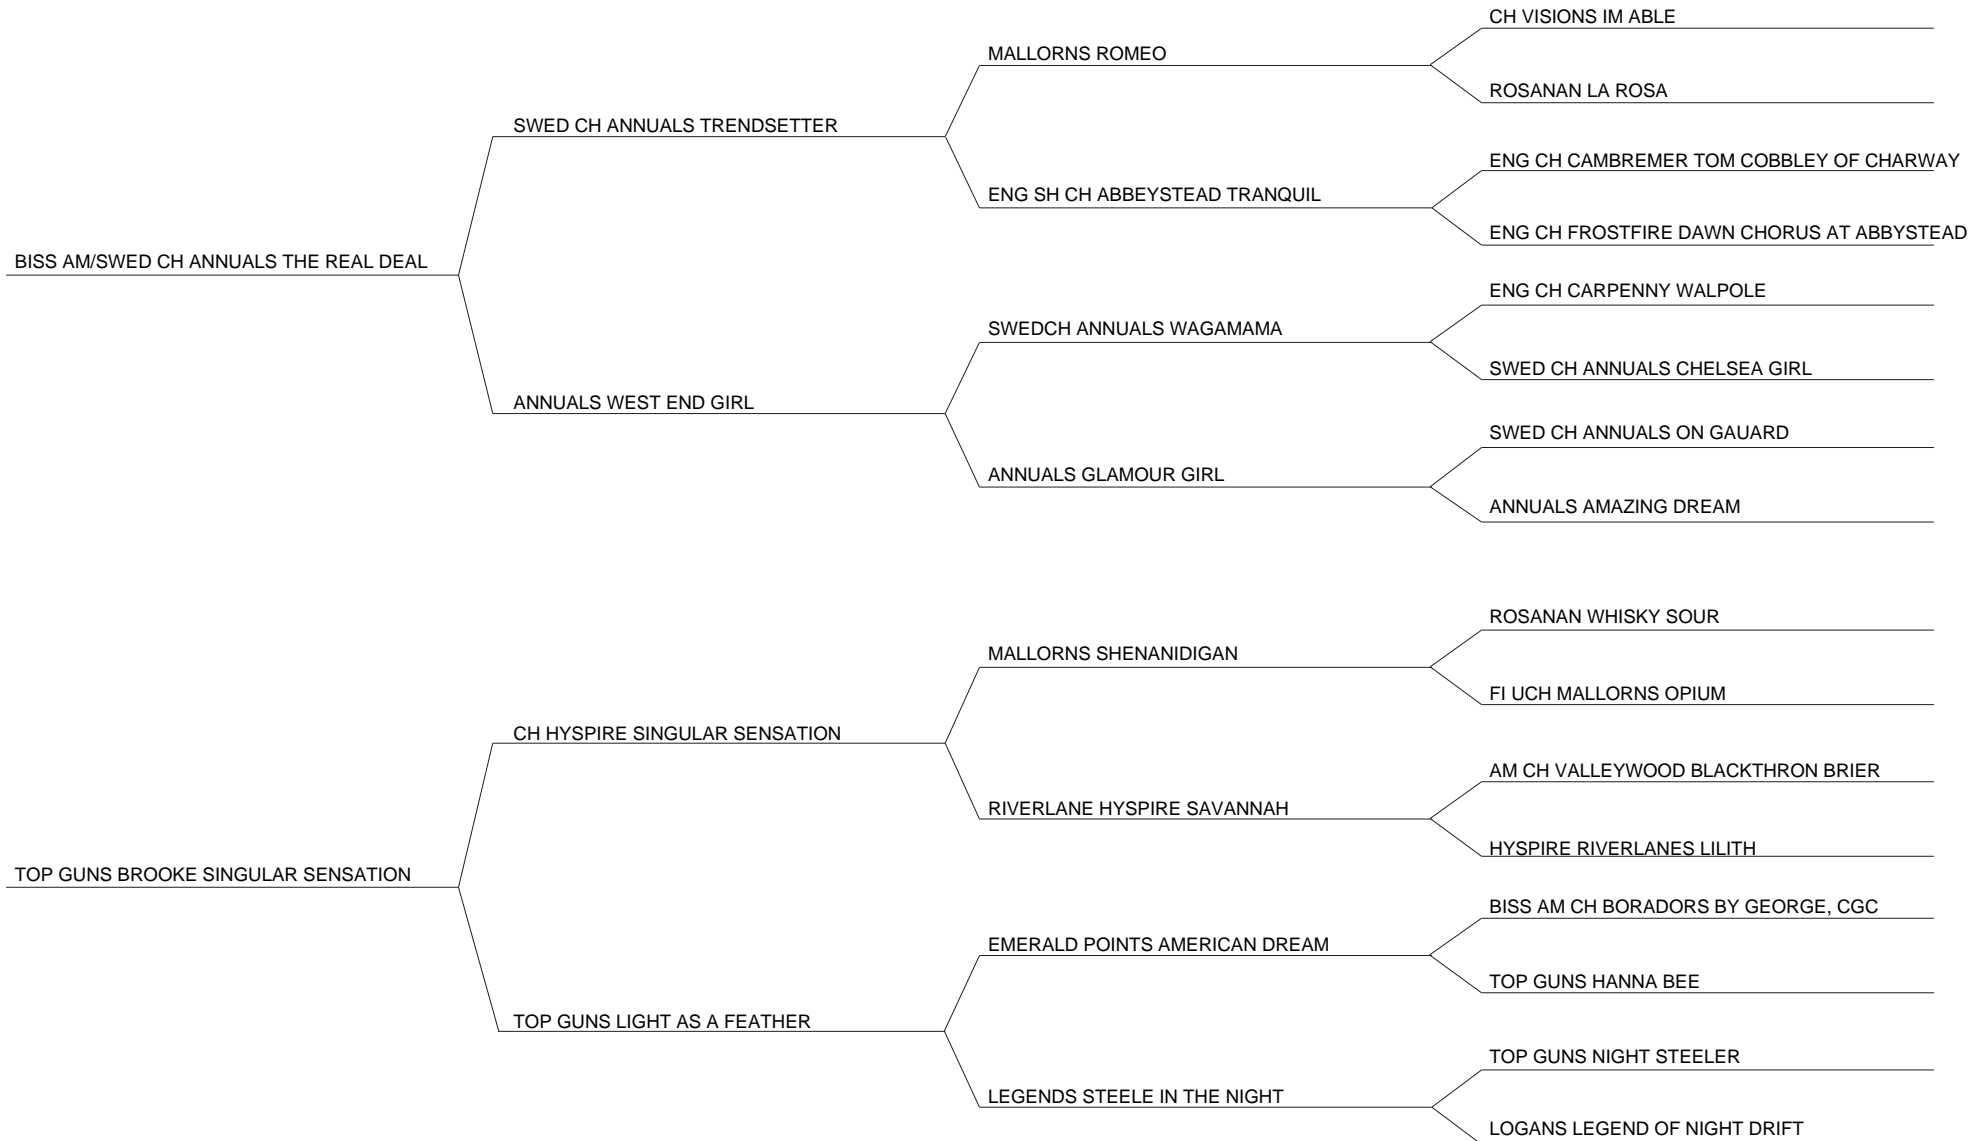 CH VISIONS IM ABLE
MALLORNS ROMEO
ROSANAN LA ROSA
SWED CH ANNUALS TRENDSETTER
ENG CH CAMBREMER TOM COBBLEY OF CHARWAY
ENG SH CH ABBEYSTEAD TRANQUIL
ENG CH FROSTFIRE DAWN CHORUS AT ABBYSTEAD
BISS AM/SWED CH ANNUALS THE REAL DEAL
ENG CH CARPENNY WALPOLE
SWEDCH ANNUALS WAGAMAMA
SWED CH ANNUALS CHELSEA GIRL
ANNUALS WEST END GIRL
SWED CH ANNUALS ON GAUARD
ANNUALS GLAMOUR GIRL
ANNUALS AMAZING DREAM
ROSANAN WHISKY SOUR
MALLORNS SHENANIDIGAN
FI UCH MALLORNS OPIUM
CH HYSPIRE SINGULAR SENSATION
AM CH VALLEYWOOD BLACKTHRON BRIER
RIVERLANE HYSPIRE SAVANNAH
HYSPIRE RIVERLANES LILITH
TOP GUNS BROOKE SINGULAR SENSATION
BISS AM CH BORADORS BY GEORGE, CGC
EMERALD POINTS AMERICAN DREAM
TOP GUNS HANNA BEE
TOP GUNS LIGHT AS A FEATHER
TOP GUNS NIGHT STEELER
LEGENDS STEELE IN THE NIGHT
LOGANS LEGEND OF NIGHT DRIFT